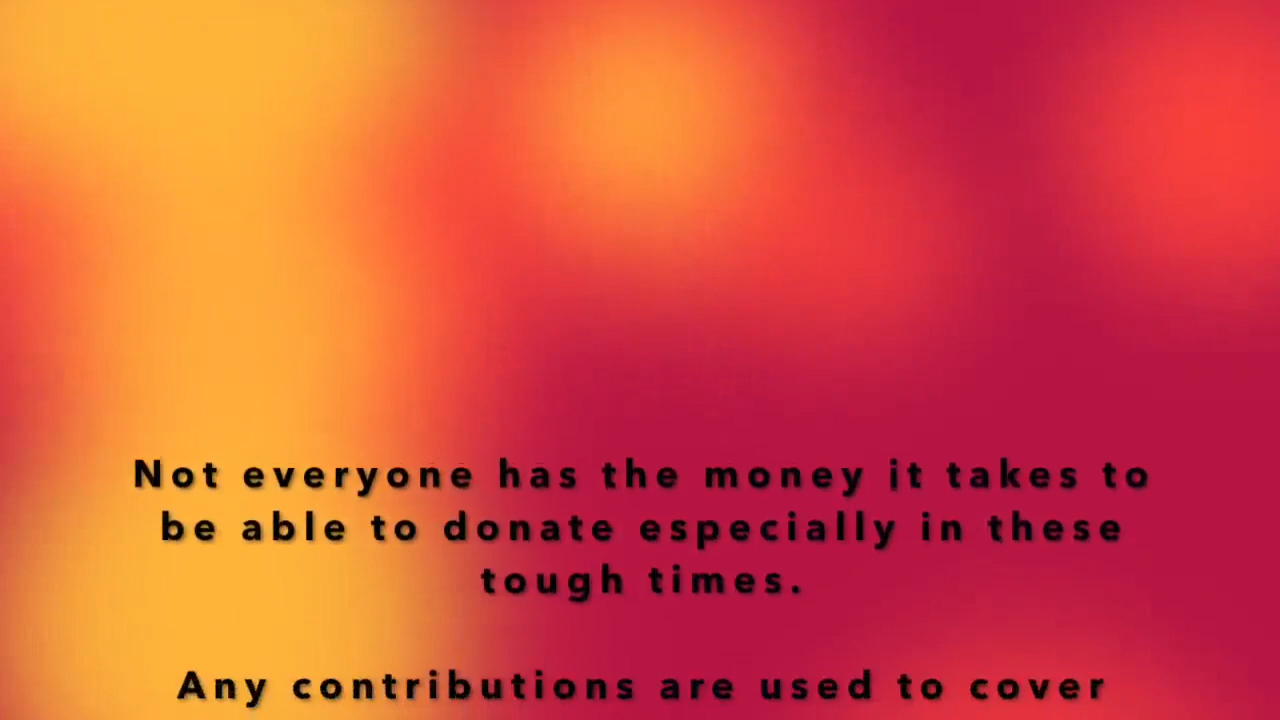 Not everyone has the money it takes to
be able to donate especially in these
tough times.
Any contributions are used to cover